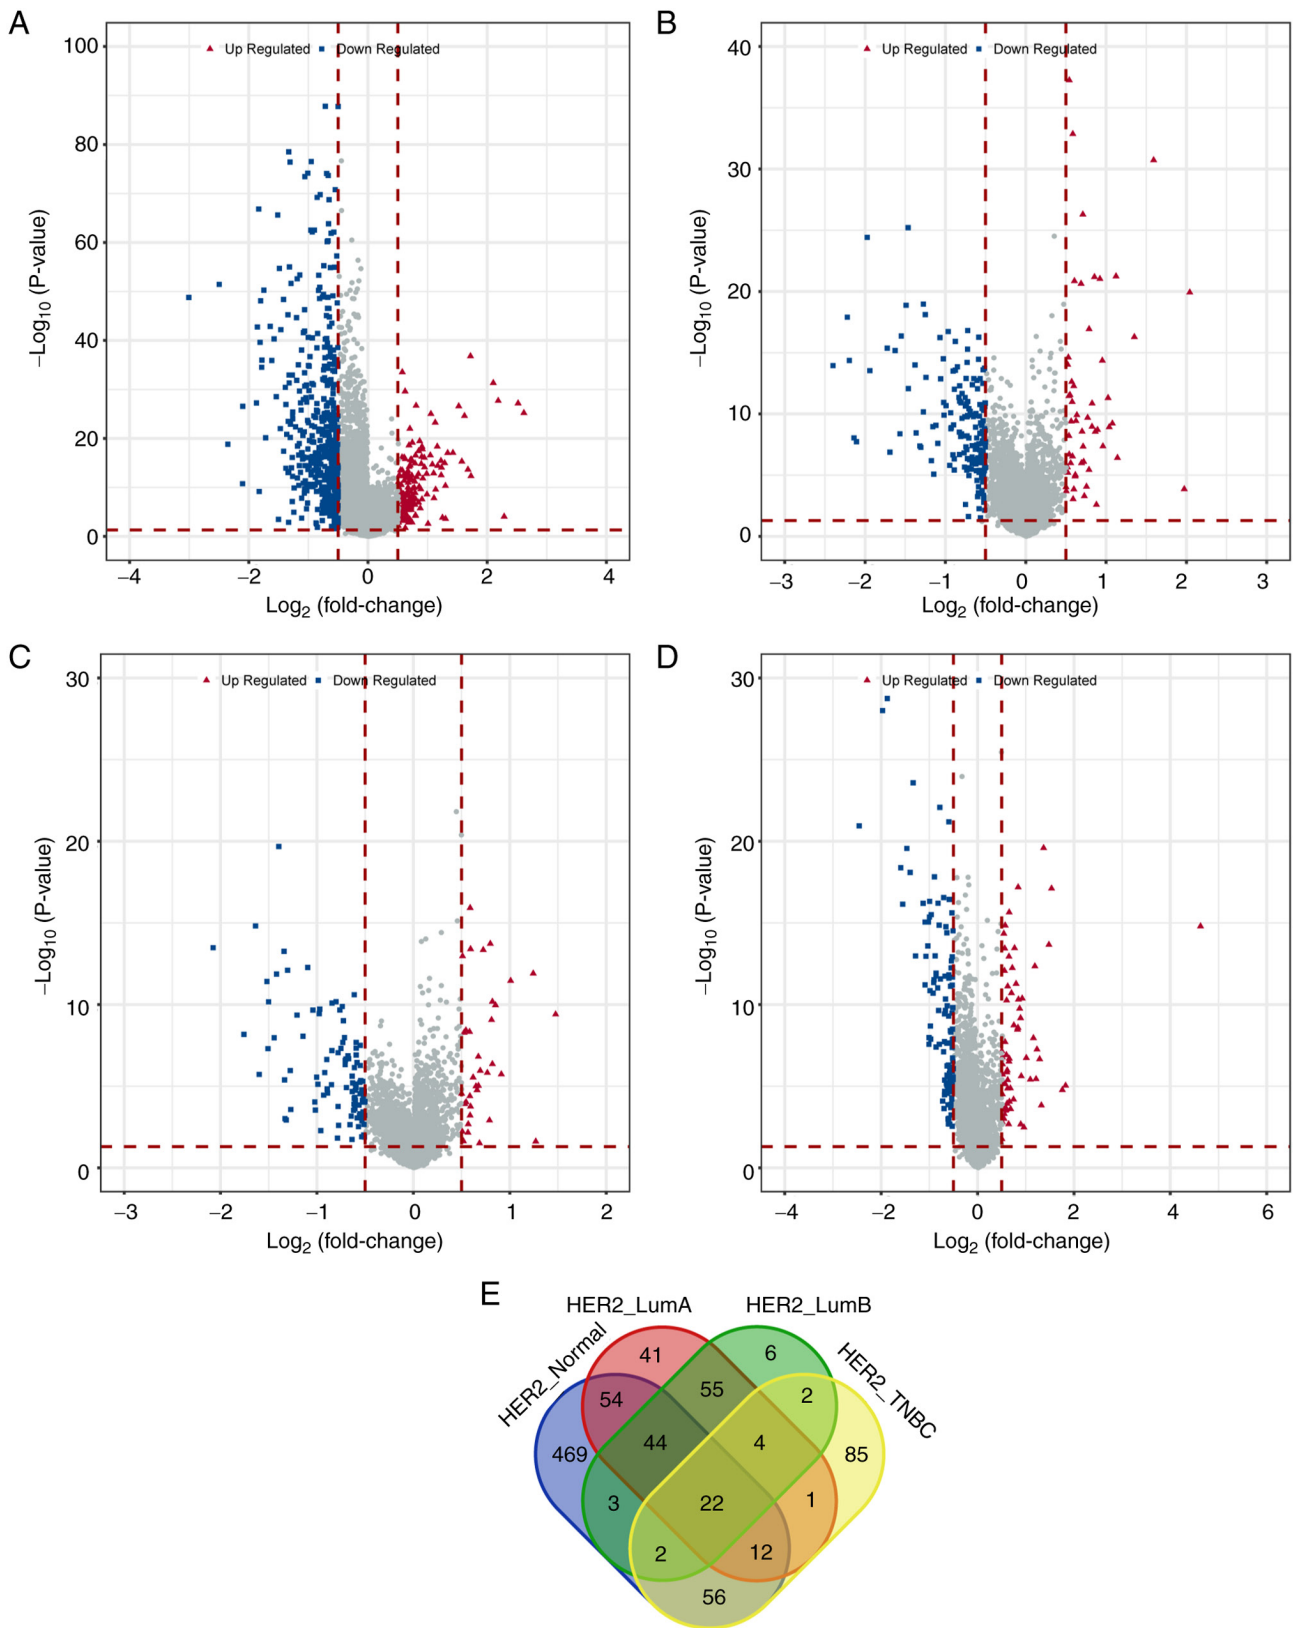 A
Up Regulated Down Regulated
100
80
60
40
20
0
−4 −2 0 2 4
−Log10 (P-value)
Log2 (fold-change)
B
Up Regulated Down Regulated
40
30
20
10
0
−3 −2 −1 0 1 2 3
−Log10 (P-value)
Log2 (fold-change)
C
Up Regulated Down Regulated
30
20
10
0
−3 −2 −1 0 1 2
−Log10 (P-value)
Log2 (fold-change)
D
Up Regulated Down Regulated
30
20
10
0
−4 −2 0 2 4 6
−Log10 (P-value)
Log2 (fold-change)
E
HER2_LumA HER2_LumB
HER2_Normal HER2_TNBC
41 6
54 55 2
469 44 4 85
3 22 1
2 12
56